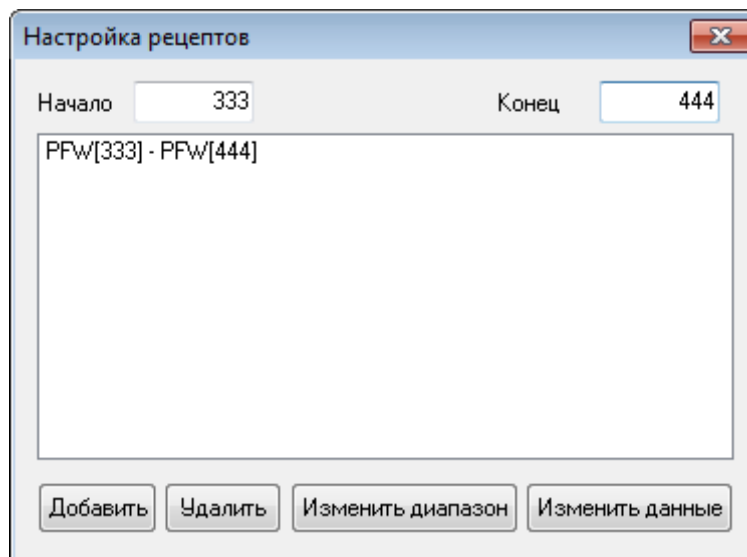 Настройка рецептов
Начало 333 Конец 444
PFW[333] - PFW[444]
Добавить Удалить Изменить диапазон Изменить данные